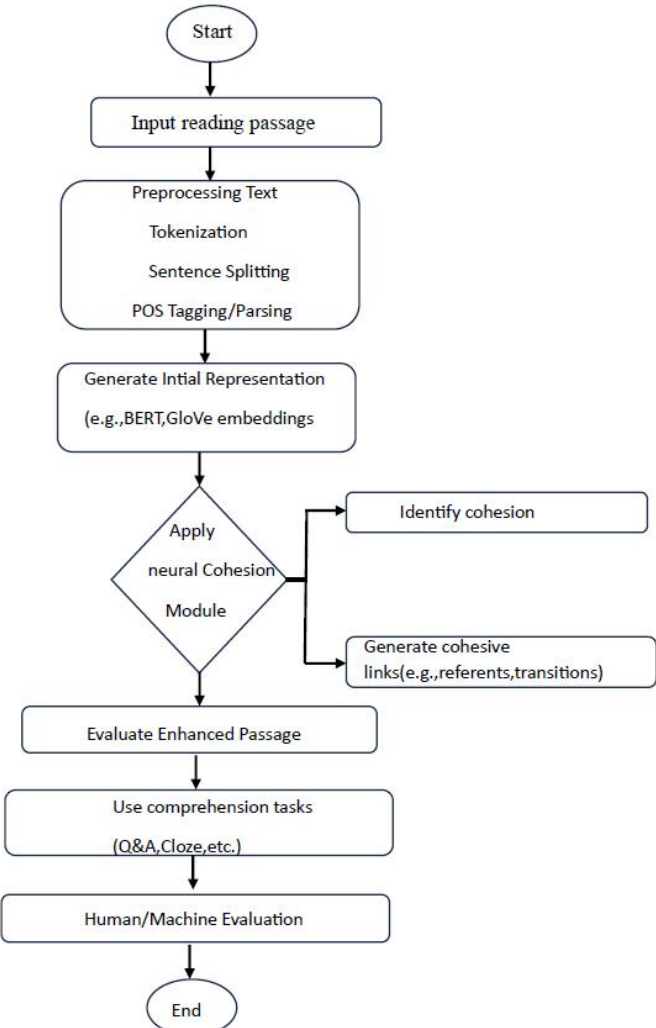 Start
Input reading passage
Preprocessing Text
Tokenization
Sentence Splitting
POS Tagging/Parsing
Generate Intial Representation
(e.g.,BERT,GloVe embeddings
Apply
neural Cohesion
Module
Identify cohesion
Generate cohesive
links(e.g.,referents,transitions)
Evaluate Enhanced Passage
Use comprehension tasks
(Q&A,Cloze,etc.)
Human/Machine Evaluation
End